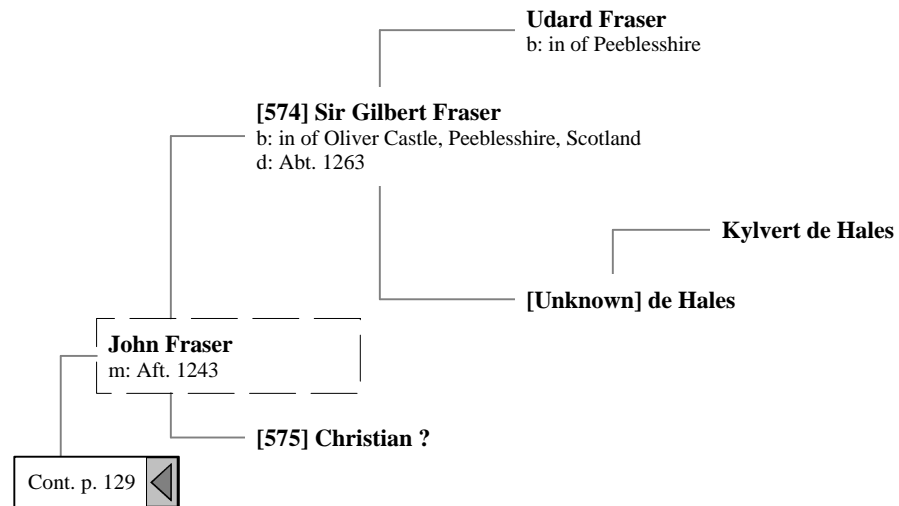 Udard Fraser
b: in of Peeblesshire
[574] Sir Gilbert Fraser
b: in of Oliver Castle, Peeblesshire, Scotland
d: Abt. 1263
Kylvert de Hales
[Unknown] de Hales
John Fraser
m: Aft. 1243
[575] Christian ?
Cont. p. 129